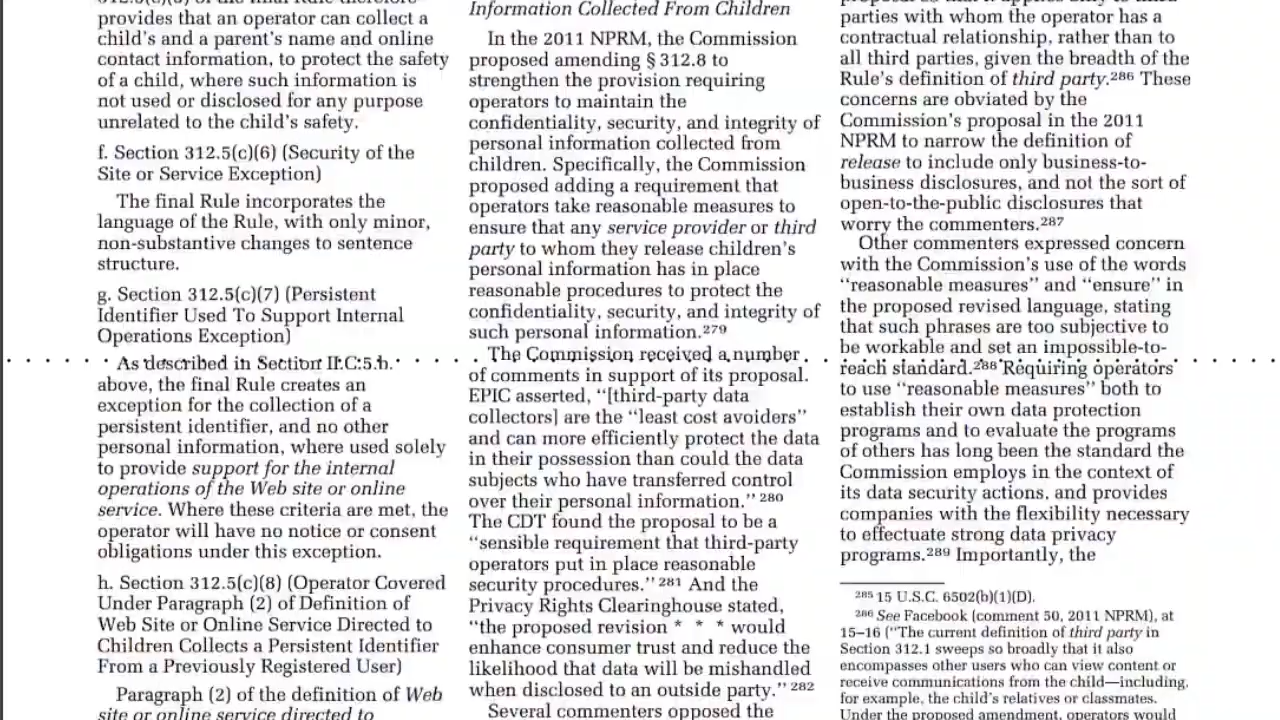 provides that an operator can collect a
child's and a parent's name and online
contact information, to protect the safety
of a child, where such information is
not used or disclosed for any purpose
unrelated to the child's safety.
f. Section 312.5(c)(6) (Security of the
Site or Service Exception)
The final Rule incorporates the
language of the Rule, with only minor,
non-substantive changes to sentence
structure.
g. Section 312.5(c)(7) (Persistent
Identifier Used To Support Internal
Operations Exception)
As described in Section II.C.5.b.
above, the final Rule creates an
exception for the collection of a
persistent identifier, and no other
personal information, where used solely
to provide support for the internal
operations of the Web site or online
service. Where these criteria are met, the
operator will have no notice or consent
obligations under this exception.
h. Section 312.5(c)(8) (Operator Covered
Under Paragraph (2) of Definition of
Web Site or Online Service Directed to
Children Collects a Persistent Identifier
From a Previously Registered User)
Paragraph (2) of the definition of Web
site or online service directed to
Information Collected From Children
In the 2011 NPRM, the Commission
proposed amending § 312.8 to
strengthen the provision requiring
operators to maintain the
confidentiality, security, and integrity of
personal information collected from
children. Specifically, the Commission
proposed adding a requirement that
operators take reasonable measures to
ensure that any service provider or third
party to whom they release children's
personal information has in place
reasonable procedures to protect the
confidentiality, security, and integrity of
such personal information.279
The Commission received a number
of comments in support of its proposal.
EPIC asserted, ‘‘[third-party data
collectors] are the ‘‘least cost avoiders’’
and can more efficiently protect the data
in their possession than could the data
subjects who have transferred control
over their personal information.’’ 280
The CDT found the proposal to be a
‘‘sensible requirement that third-party
operators put in place reasonable
security procedures.’’ 281 And the
Privacy Rights Clearinghouse stated,
‘‘the proposed revision * * * would
enhance consumer trust and reduce the
likelihood that data will be mishandled
when disclosed to an outside party.’’ 282
Several commenters opposed the
parties with whom the operator has a
contractual relationship, rather than to
all third parties, given the breadth of the
Rule's definition of third party.286 These
concerns are obviated by the
Commission's proposal in the 2011
NPRM to narrow the definition of
release to include only business-to-
business disclosures, and not the sort of
open-to-the-public disclosures that
worry the commenters.287
Other commenters expressed concern
with the Commission's use of the words
‘‘reasonable measures’’ and ‘‘ensure’’ in
the proposed revised language, stating
that such phrases are too subjective to
be workable and set an impossible-to-
reach standard.288 Requiring operators
to use ‘‘reasonable measures’’ both to
establish their own data protection
programs and to evaluate the programs
of others has long been the standard the
Commission employs in the context of
its data security actions, and provides
companies with the flexibility necessary
to effectuate strong data privacy
programs.289 Importantly, the
285 15 U.S.C. 6502(b)(1)(D).
286 See Facebook (comment 50, 2011 NPRM), at
15–16 (‘‘The current definition of third party in
Section 312.1 sweeps so broadly that it also
encompasses other users who can view content or
receive communications from the child—including,
for example, the child's relatives or classmates.
Under the proposed amendment, operators would